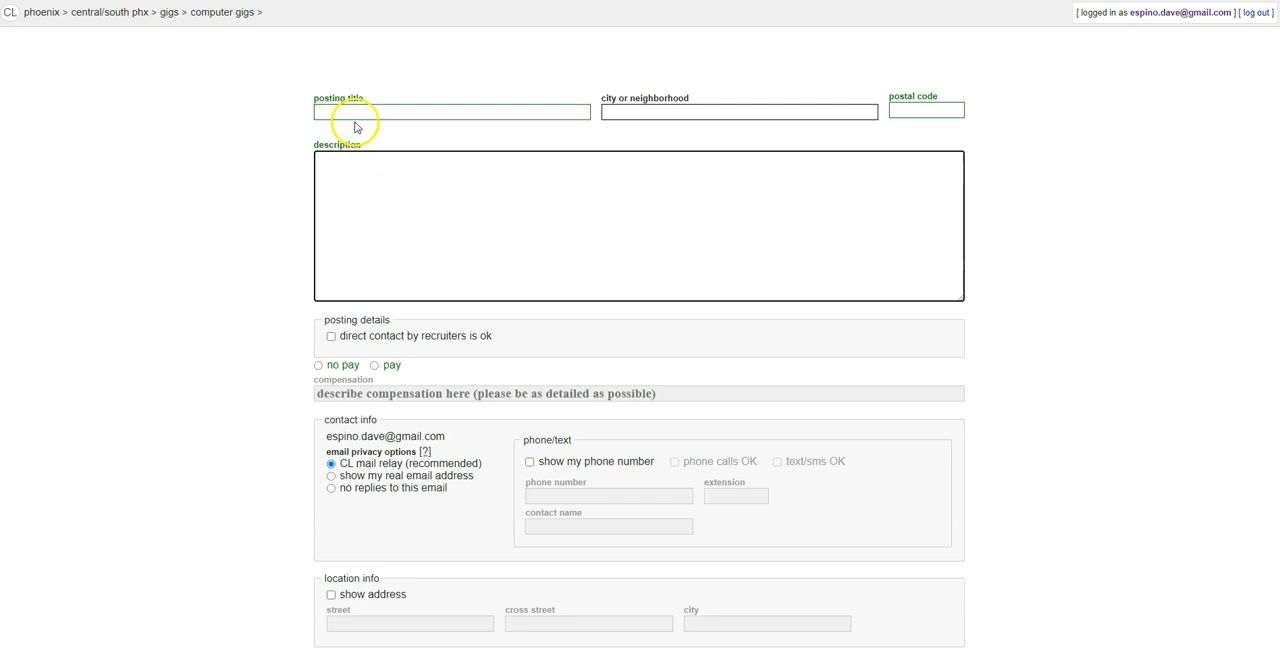 CL phoenix > central/south phx > gigs > computer gigs > [ logged in as espino.dave@gmail.com ] [ log out ]
posting title city or neighborhood postal code
description
posting details
direct contact by recruiters is ok
no pay pay
compensation
describe compensation here (please be as detailed as possible)
contact info
espino.dave@gmail.com
email privacy options [?]
CL mail relay (recommended)
show my real email address
no replies to this email
phone/text
show my phone number phone calls OK text/sms OK
phone number extension
contact name
location info
show address
street cross street city